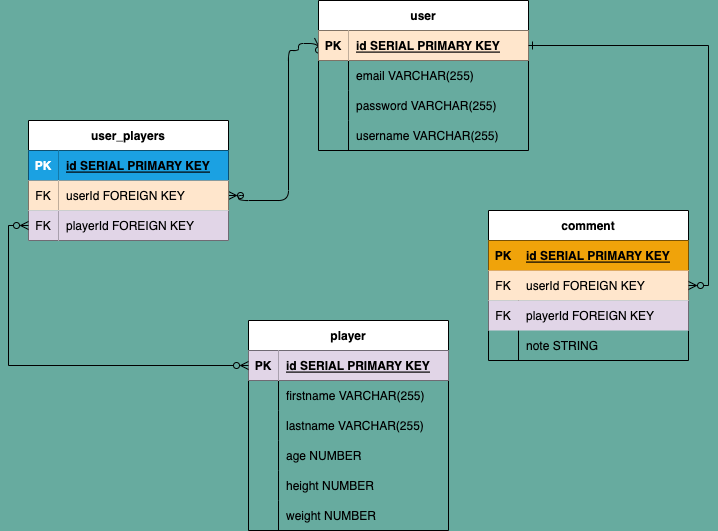 user
PK id SERIAL PRIMARY KEY
email VARCHAR(255)
password VARCHAR(255)
username VARCHAR(255)
user_players
PK id SERIAL PRIMARY KEY
FK userId FOREIGN KEY
FK playerId FOREIGN KEY
comment
PK id SERIAL PRIMARY KEY
FK userId FOREIGN KEY
FK playerId FOREIGN KEY
note STRING
player
PK id SERIAL PRIMARY KEY
firstname VARCHAR(255)
lastname VARCHAR(255)
age NUMBER
height NUMBER
weight NUMBER